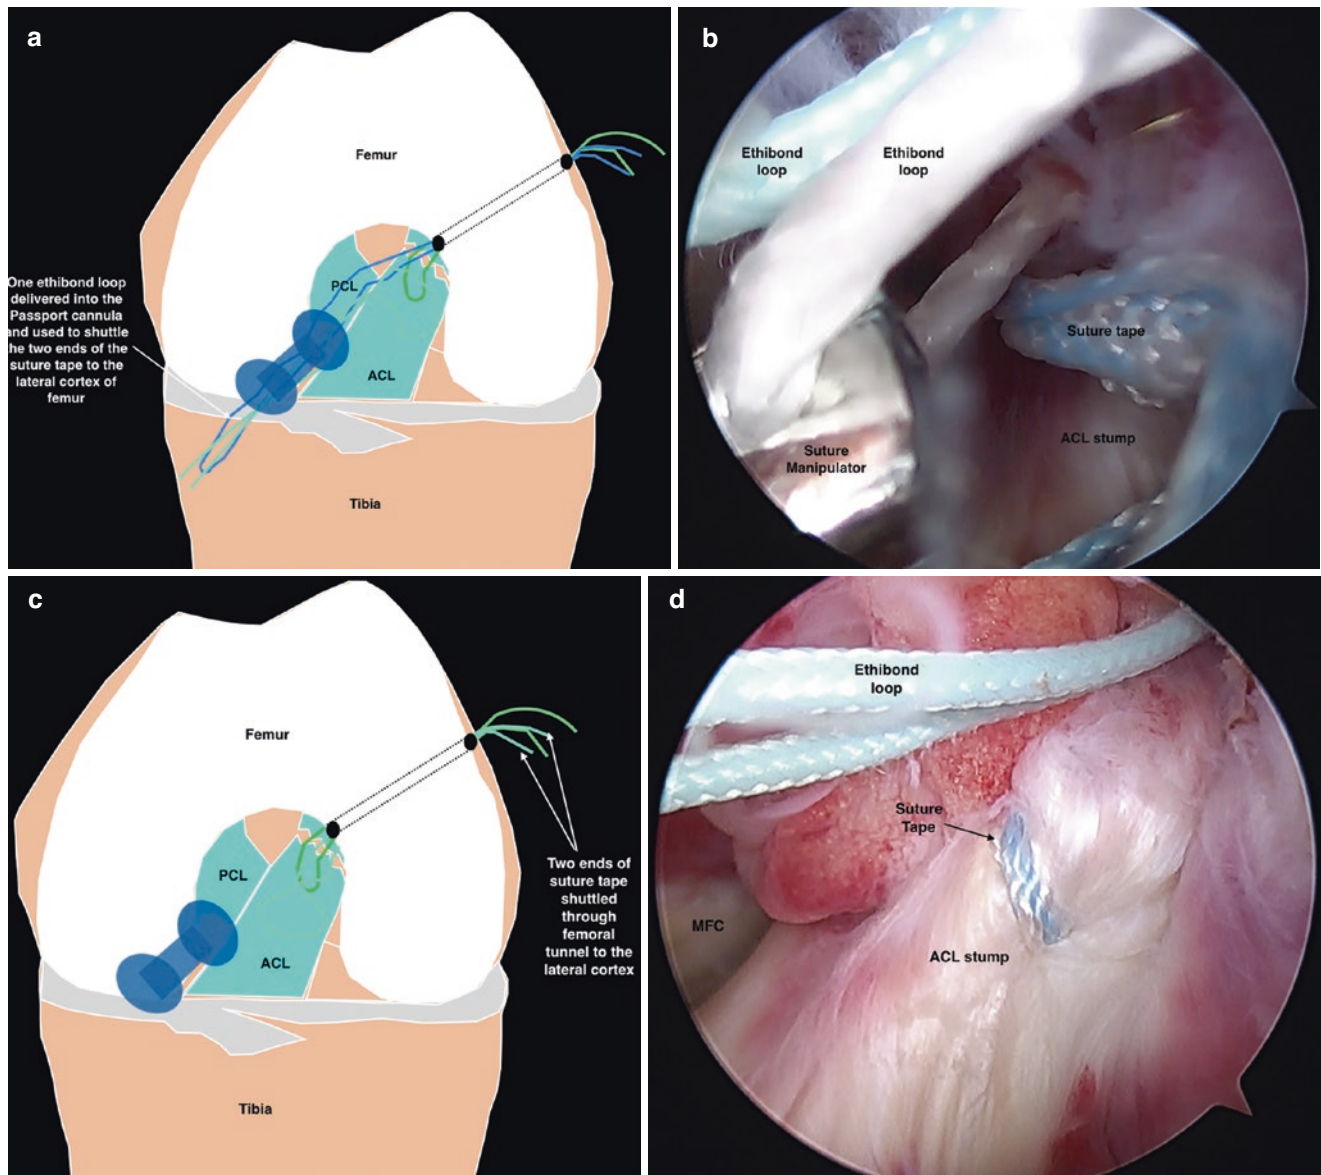 a
Femur
One ethibond loop
delivered into the
Passport cannula
and used to shuttle
the two ends of the
suture tape to the
lateral cortex of
femur
PCL
ACL
Tibia
b
Ethibond
loop
Ethibond
loop
Suture tape
ACL stump
Suture
Manipulator
c
Femur
PCL
ACL
Two ends of
suture tape
shuttled
through
femoral
tunnel to the
lateral cortex
Tibia
d
Ethibond
loop
Suture
Tape
MFC
ACL stump